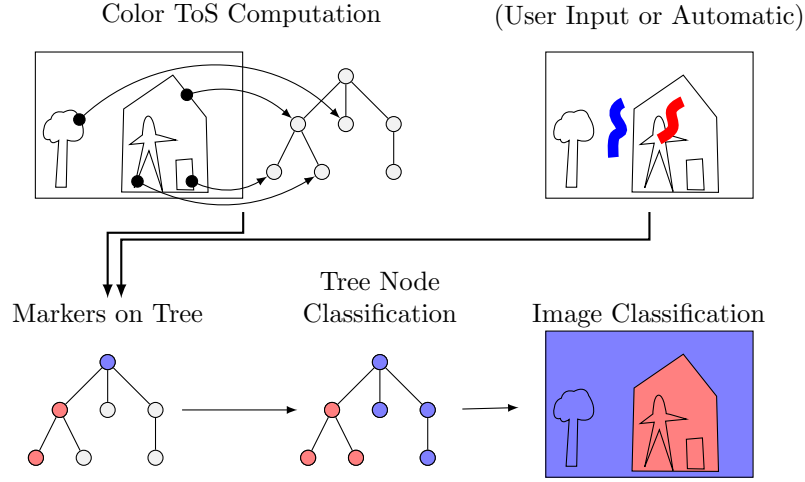 Color ToS Computation
(User Input or Automatic)
Markers on Tree
Tree Node
Classification
Image Classification